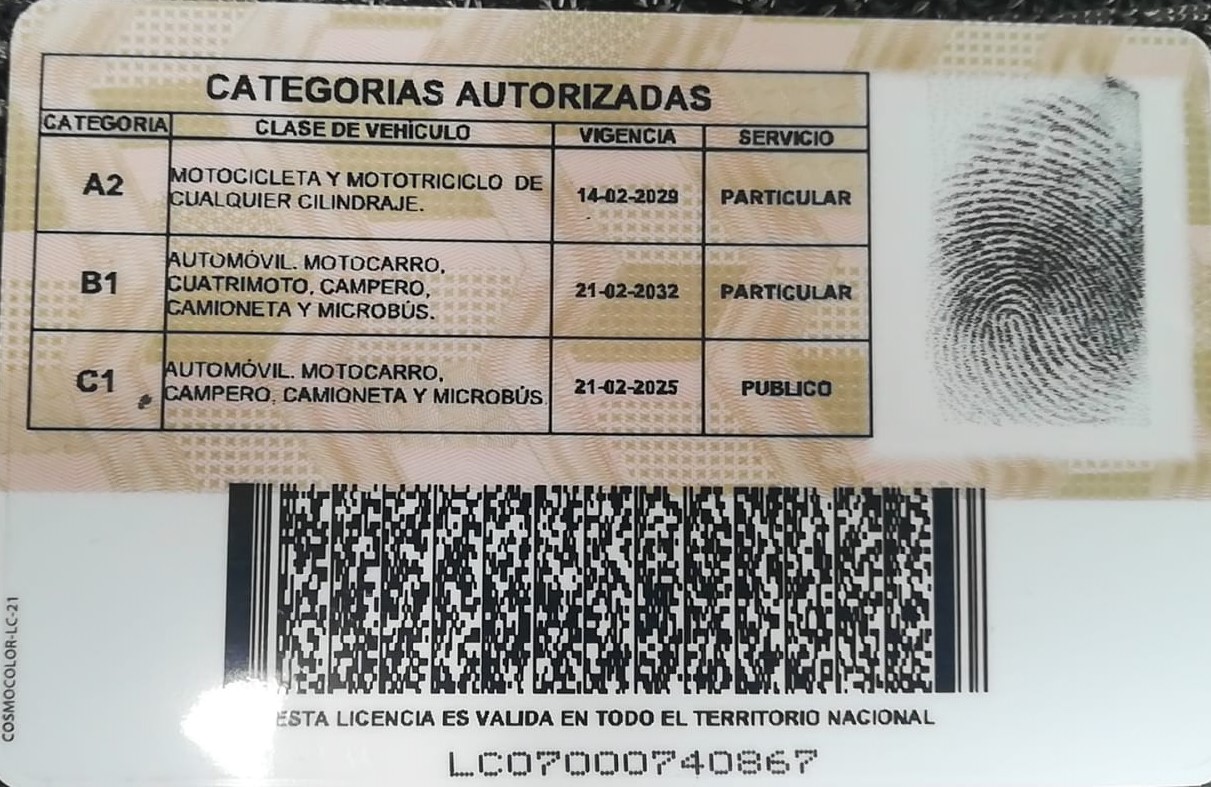 CATEGORIAS AUTORIZADAS
CATEGORIA CLASE DE VEHÍCULO VIGENCIA SERVICIO
A2 MOTOCICLETA Y MOTOTRICICLO DE CUALQUIER CILINDRAJE. 14-02-2029 PARTICULAR
B1 AUTOMÓVIL. MOTOCARRO, CUATRIMOTO, CAMPERO, CAMIONETA Y MICROBÚS. 21-02-2032 PARTICULAR
C1 AUTOMÓVIL. MOTOCARRO, CAMPERO, CAMIONETA Y MICROBÚS 21-02-2025 PUBLICO
ESTA LICENCIA ES VALIDA EN TODO EL TERRITORIO NACIONAL
LC07000740867
COSMOCOLOR-LC-21